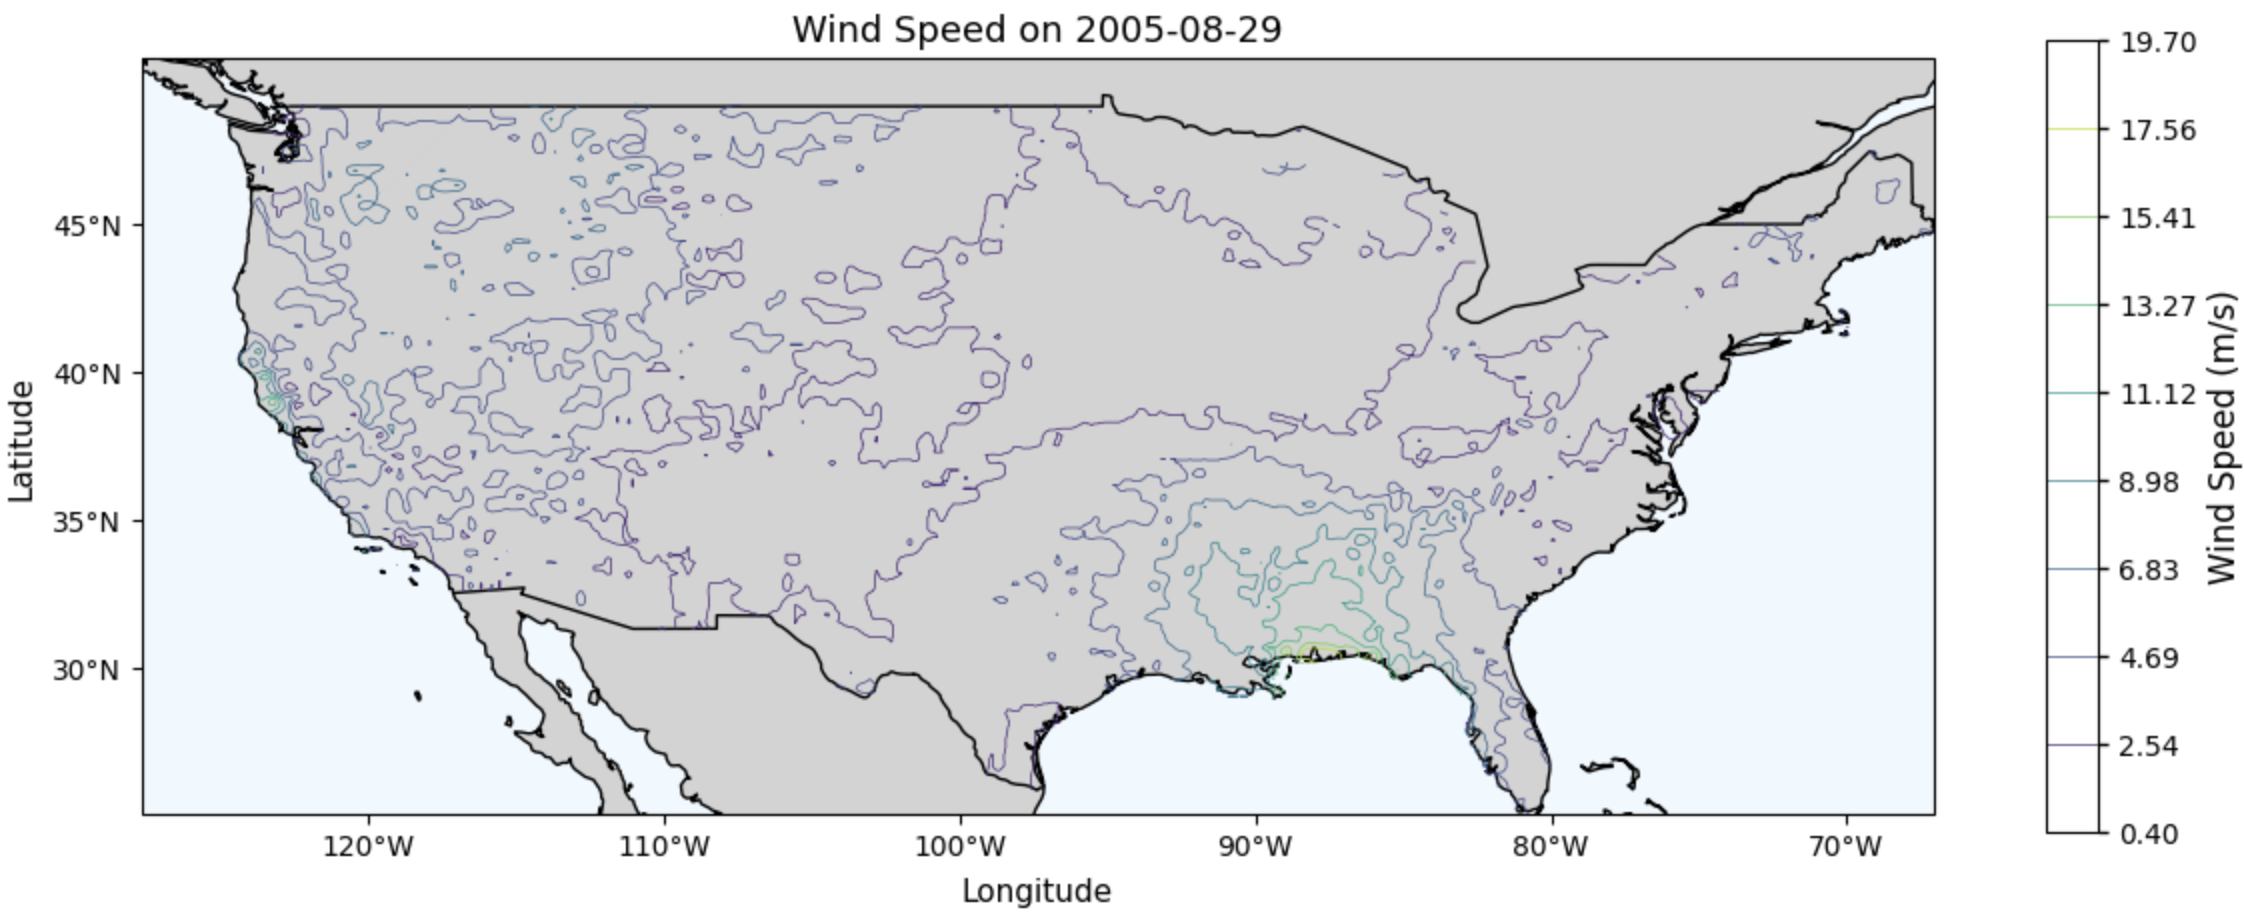 Wind Speed on 2005-08-29
45°N
40°N
35°N
30°N
Latitude
120°W
110°W
100°W
90°W
80°W
70°W
Longitude
19.70
17.56
15.41
13.27
11.12
8.98
6.83
4.69
2.54
0.40
Wind Speed (m/s)